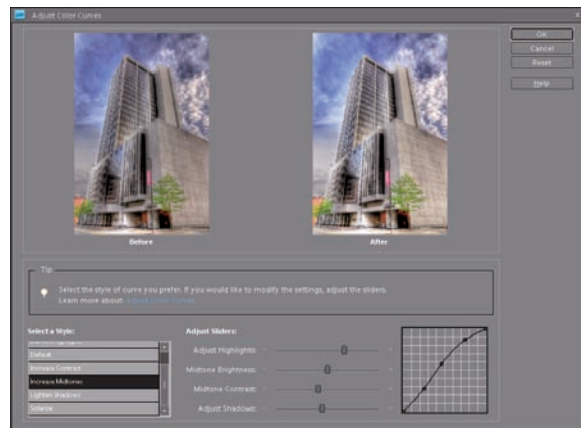 Adjust Color Curves
OK
Cancel
Reset
Help
Before
After
Tip
Select the style of curve you prefer. If you would like to modify the settings, adjust the sliders.
Learn more about: Adjust Color Curves
Select a Style:
Default
Increase Contrast
Increase Midtones
Lighten Shadows
Solarize
Adjust Sliders:
Adjust Highlights:
Midtone Brightness:
Midtone Contrast:
Adjust Shadows: